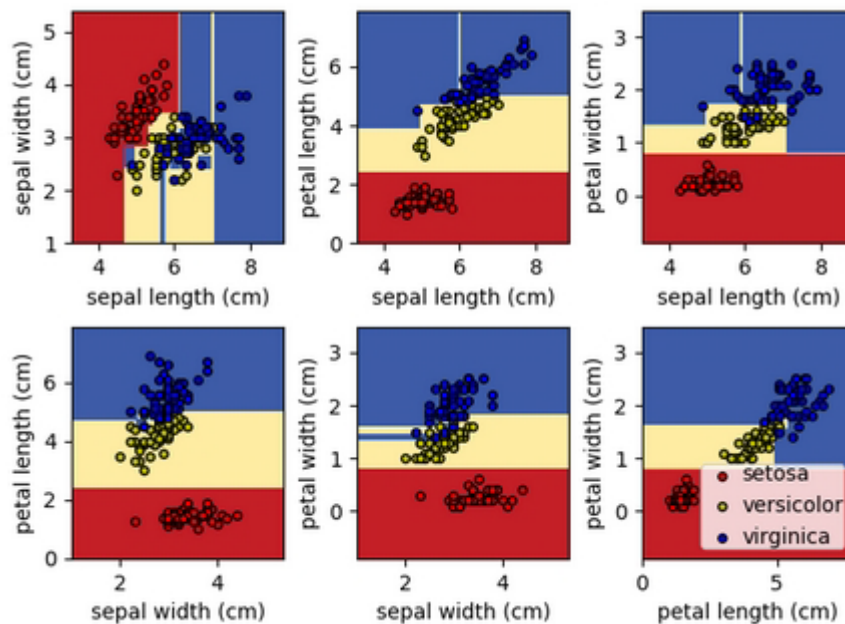 5
4
3
2
1
sepal width (cm)
4 6 8
sepal length (cm)
6
4
2
0
petal length (cm)
4 6 8
sepal length (cm)
3
2
1
0
petal width (cm)
4 6 8
sepal length (cm)
6
4
2
0
petal length (cm)
2 4
sepal width (cm)
3
2
1
0
petal width (cm)
2 4
sepal width (cm)
3
2
1
0
petal width (cm)
setosa
versicolor
virginica
0 5
petal length (cm)